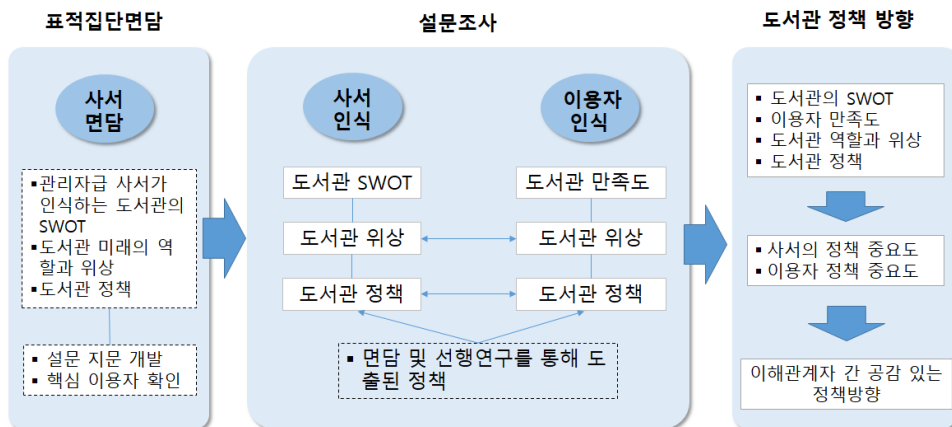 표적집단면담
사서
면담
▪관리자급 사서가
인식하는 도서관의
SWOT
▪도서관 미래의 역
할과 위상
▪도서관 정책
▪ 설문 지문 개발
▪ 핵심 이용자 확인
설문조사
사서
인식
이용자
인식
도서관 SWOT
도서관 만족도
도서관 위상
도서관 위상
도서관 정책
도서관 정책
▪ 면담 및 선행연구를 통해 도
출된 정책
도서관 정책 방향
▪ 도서관의 SWOT
▪ 이용자 만족도
▪ 도서관 역할과 위상
▪ 도서관 정책
▪ 사서의 정책 중요도
▪ 이용자 정책 중요도
이해관계자 간 공감 있는
정책방향